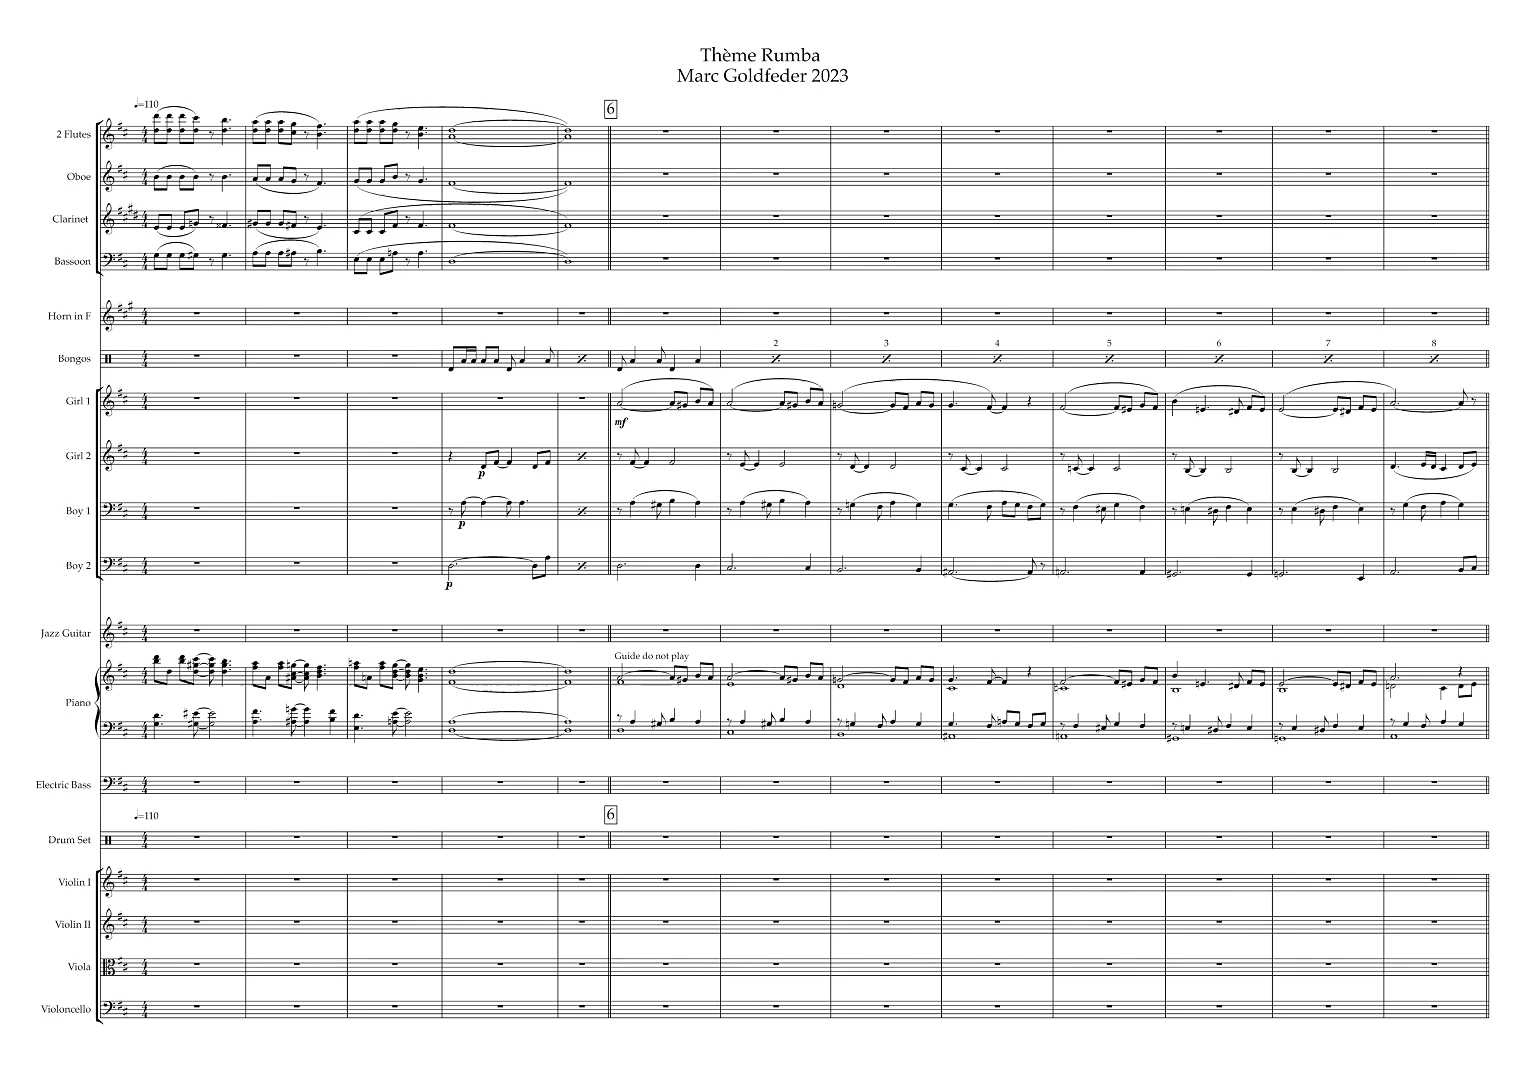 Thème Rumba
Marc Goldfeder 2023
♩=110
6
2 Flutes
Oboe
Clarinet
Bassoon
Horn in F
Bongos
2 3 4 5 6 7 8
Girl 1
mf
Girl 2
p
Boy 1
p
Boy 2
p
Jazz Guitar
Guide do not play
Piano
Electric Bass
♩=110
6
Drum Set
Violin I
Violin II
Viola
Violoncello